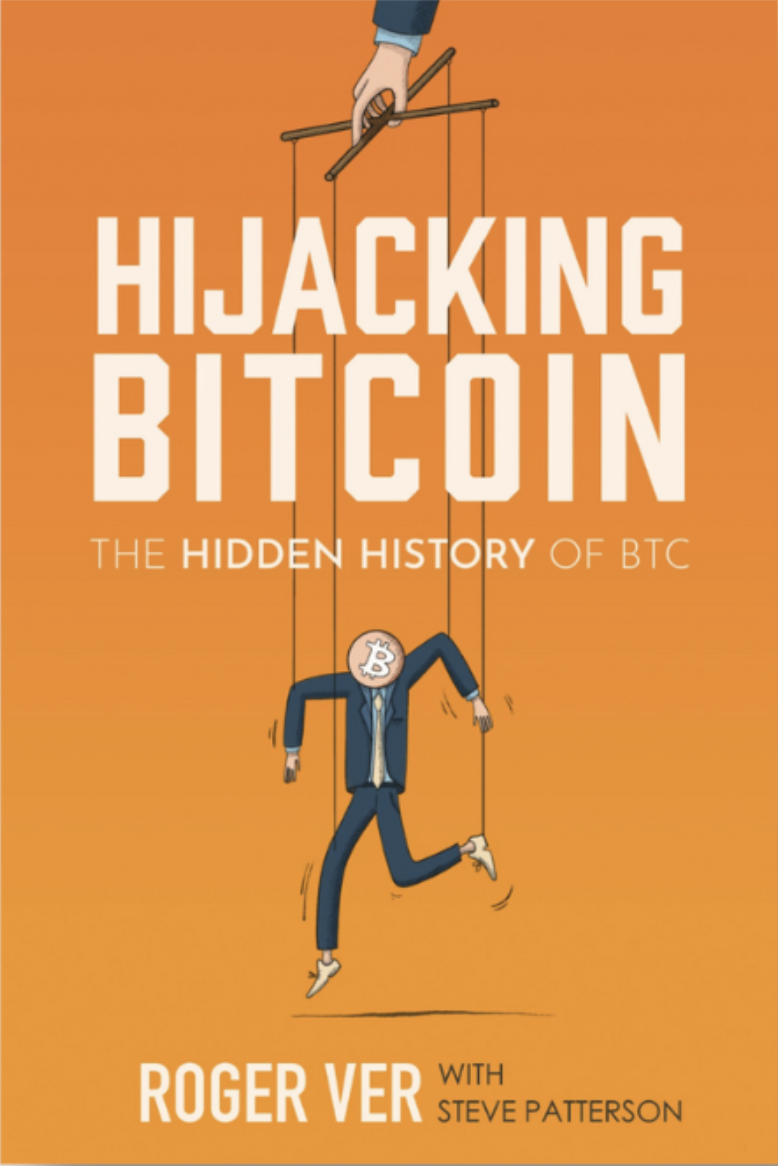 HIJACKING
BITCOIN
THE HIDDEN HISTORY OF BTC
ROGER VER WITH
STEVE PATTERSON